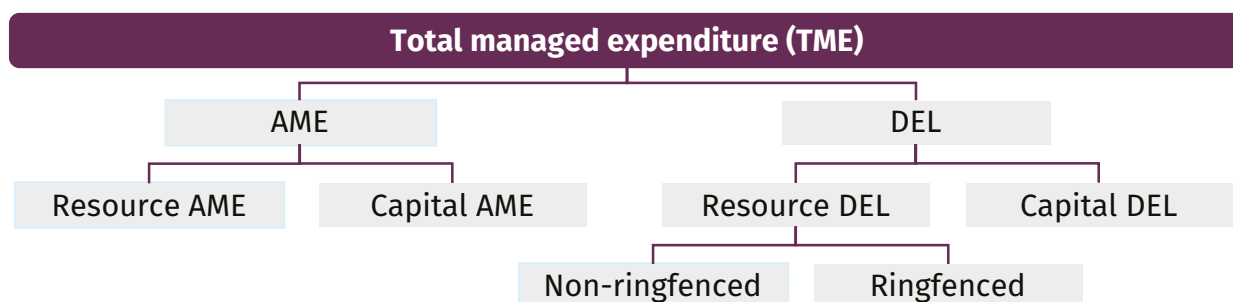 Total managed expenditure (TME)
AME
DEL
Resource AME
Capital AME
Resource DEL
Capital DEL
Non-ringfenced
Ringfenced